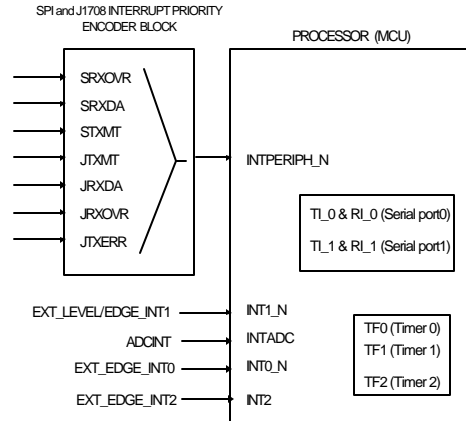 SPI and J1708 INTERRUPT PRIORITY
ENCODER BLOCK
PROCESSOR (MCU)
SRXOVR
SRXDA
STXMT
JTXMT
JRXDA
JRXOVR
JTXERR
INTPERIPH_N
TI_0 & RI_0 (Serial port0)
TI_1 & RI_1 (Serial port1)
EXT_LEVEL/EDGE_INT1
INT1_N
ADCINT
INTADC
EXT_EDGE_INT0
INT0_N
EXT_EDGE_INT2
INT2
TF0 (Timer 0)
TF1 (Timer 1)
TF2 (Timer 2)